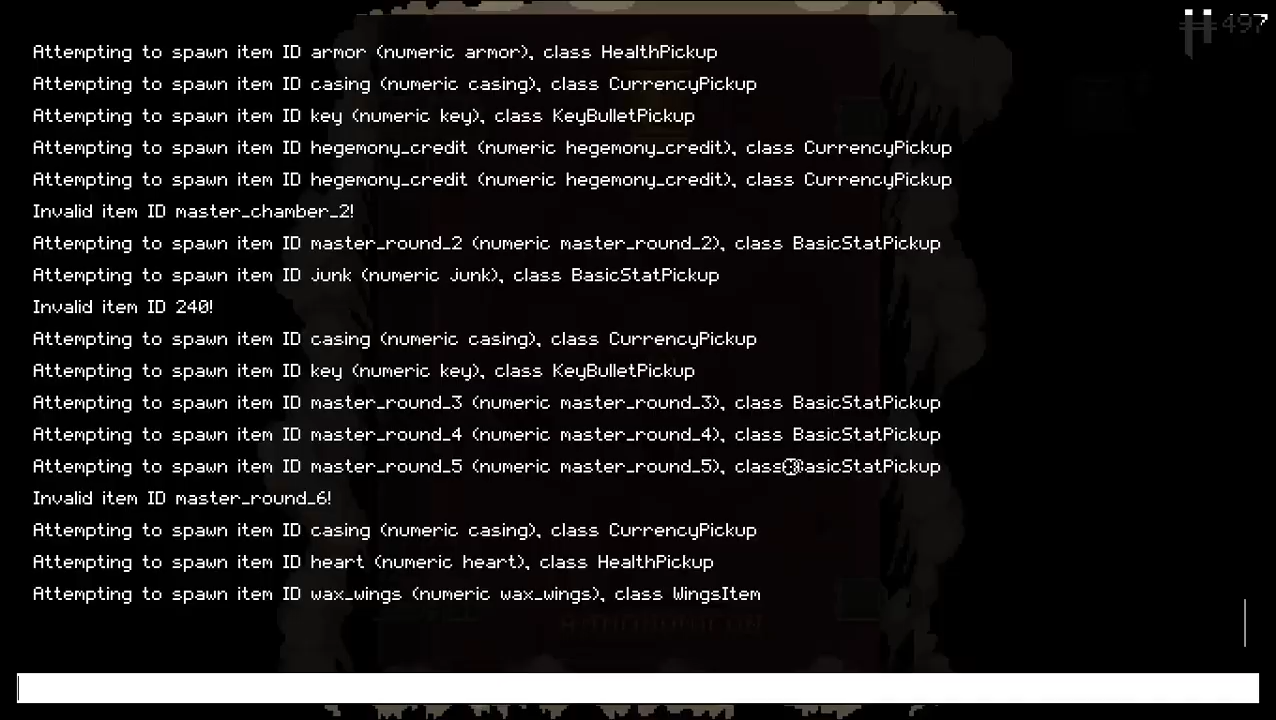 497
Attempting to spawn item ID armor (numeric armor), class HealthPickup
Attempting to spawn item ID casing (numeric casing), class CurrencyPickup
Attempting to spawn item ID key (numeric key), class KeyBulletPickup
Attempting to spawn item ID hegemony_credit (numeric hegemony_credit), class CurrencyPickup
Attempting to spawn item ID hegemony_credit (numeric hegemony_credit), class CurrencyPickup
Invalid item ID master_chamber_2!
Attempting to spawn item ID master_round_2 (numeric master_round_2), class BasicStatPickup
Attempting to spawn item ID junk (numeric junk), class BasicStatPickup
Invalid item ID 240!
Attempting to spawn item ID casing (numeric casing), class CurrencyPickup
Attempting to spawn item ID key (numeric key), class KeyBulletPickup
Attempting to spawn item ID master_round_3 (numeric master_round_3), class BasicStatPickup
Attempting to spawn item ID master_round_4 (numeric master_round_4), class BasicStatPickup
Attempting to spawn item ID master_round_5 (numeric master_round_5), class BasicStatPickup
Invalid item ID master_round_6!
Attempting to spawn item ID casing (numeric casing), class CurrencyPickup
Attempting to spawn item ID heart (numeric heart), class HealthPickup
Attempting to spawn item ID wax_wings (numeric wax_wings), class WingsItem